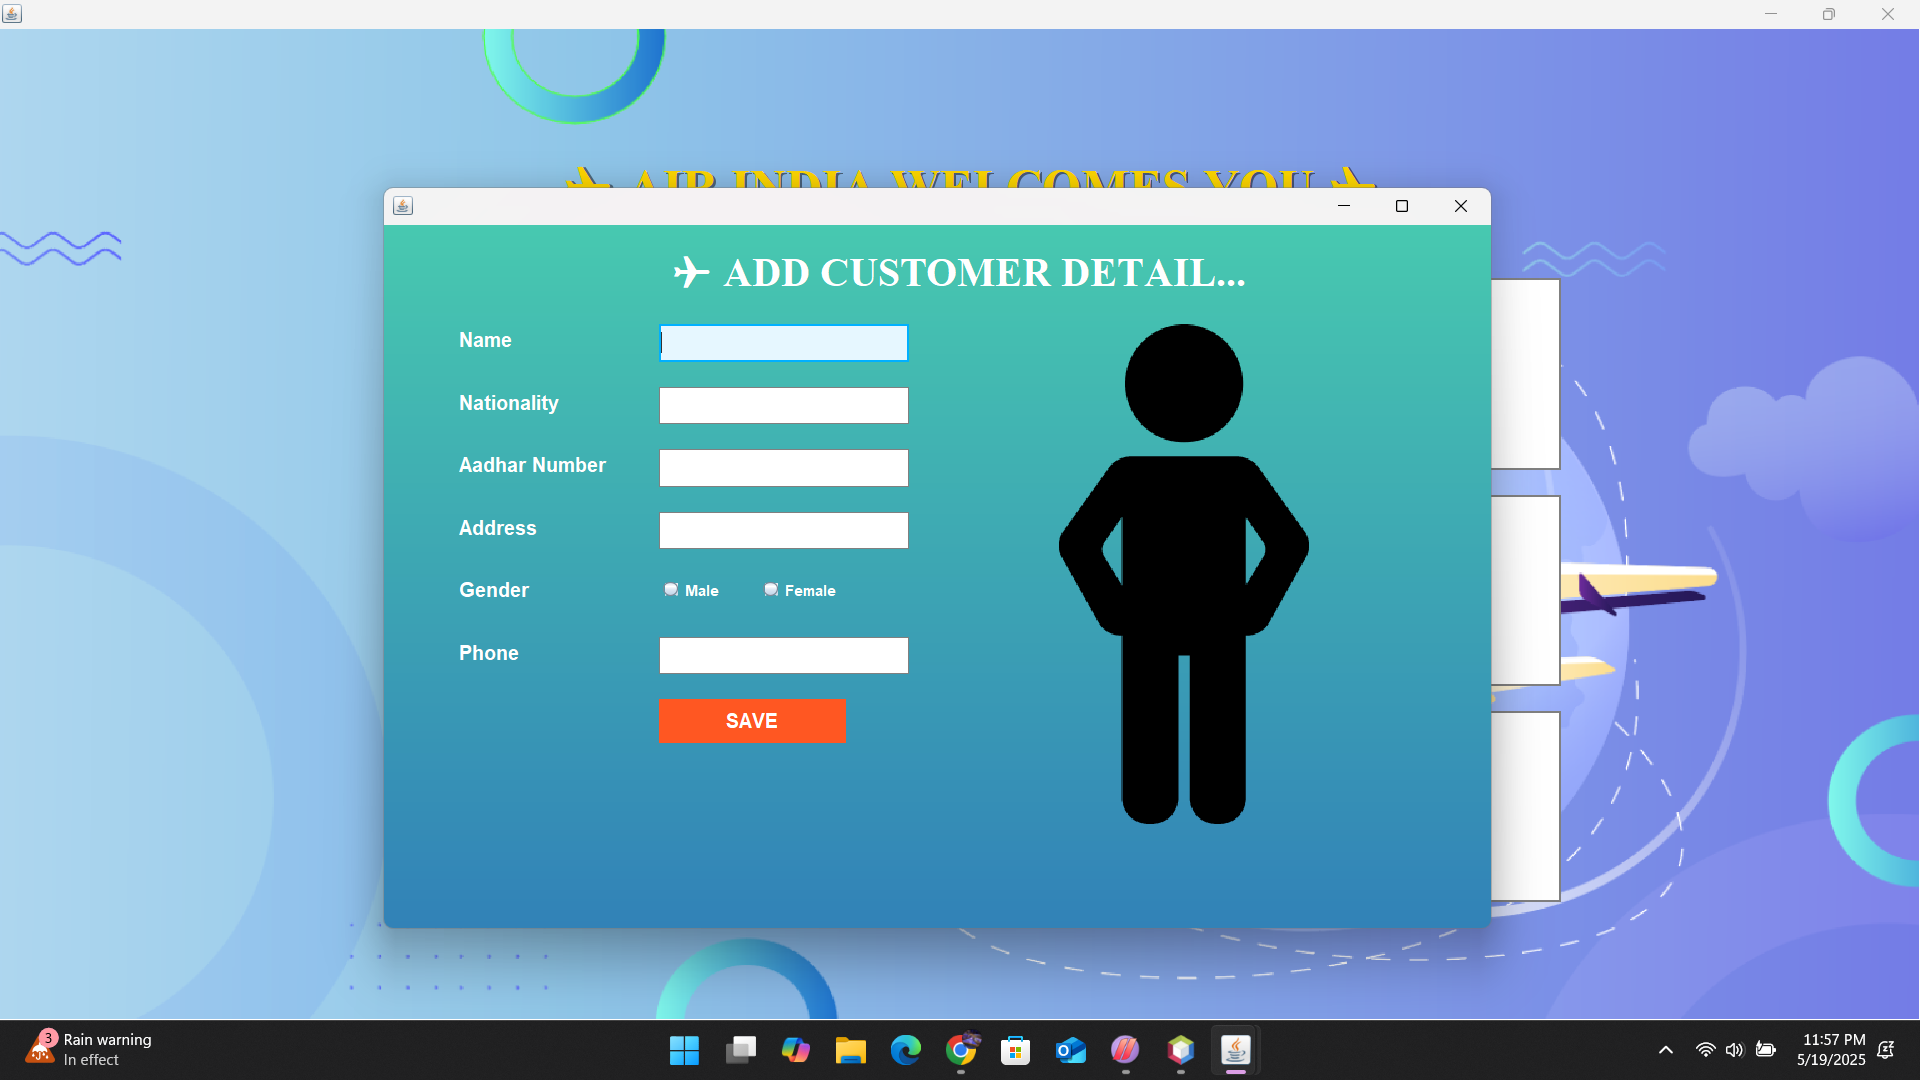 ✈ AIR INDIA WELCOMES YOU ✈
✈ ADD CUSTOMER DETAIL...
Name
Nationality
Aadhar Number
Address
Gender Male Female
Phone
SAVE
3
Rain warning
In effect
11:57 PM
5/19/2025